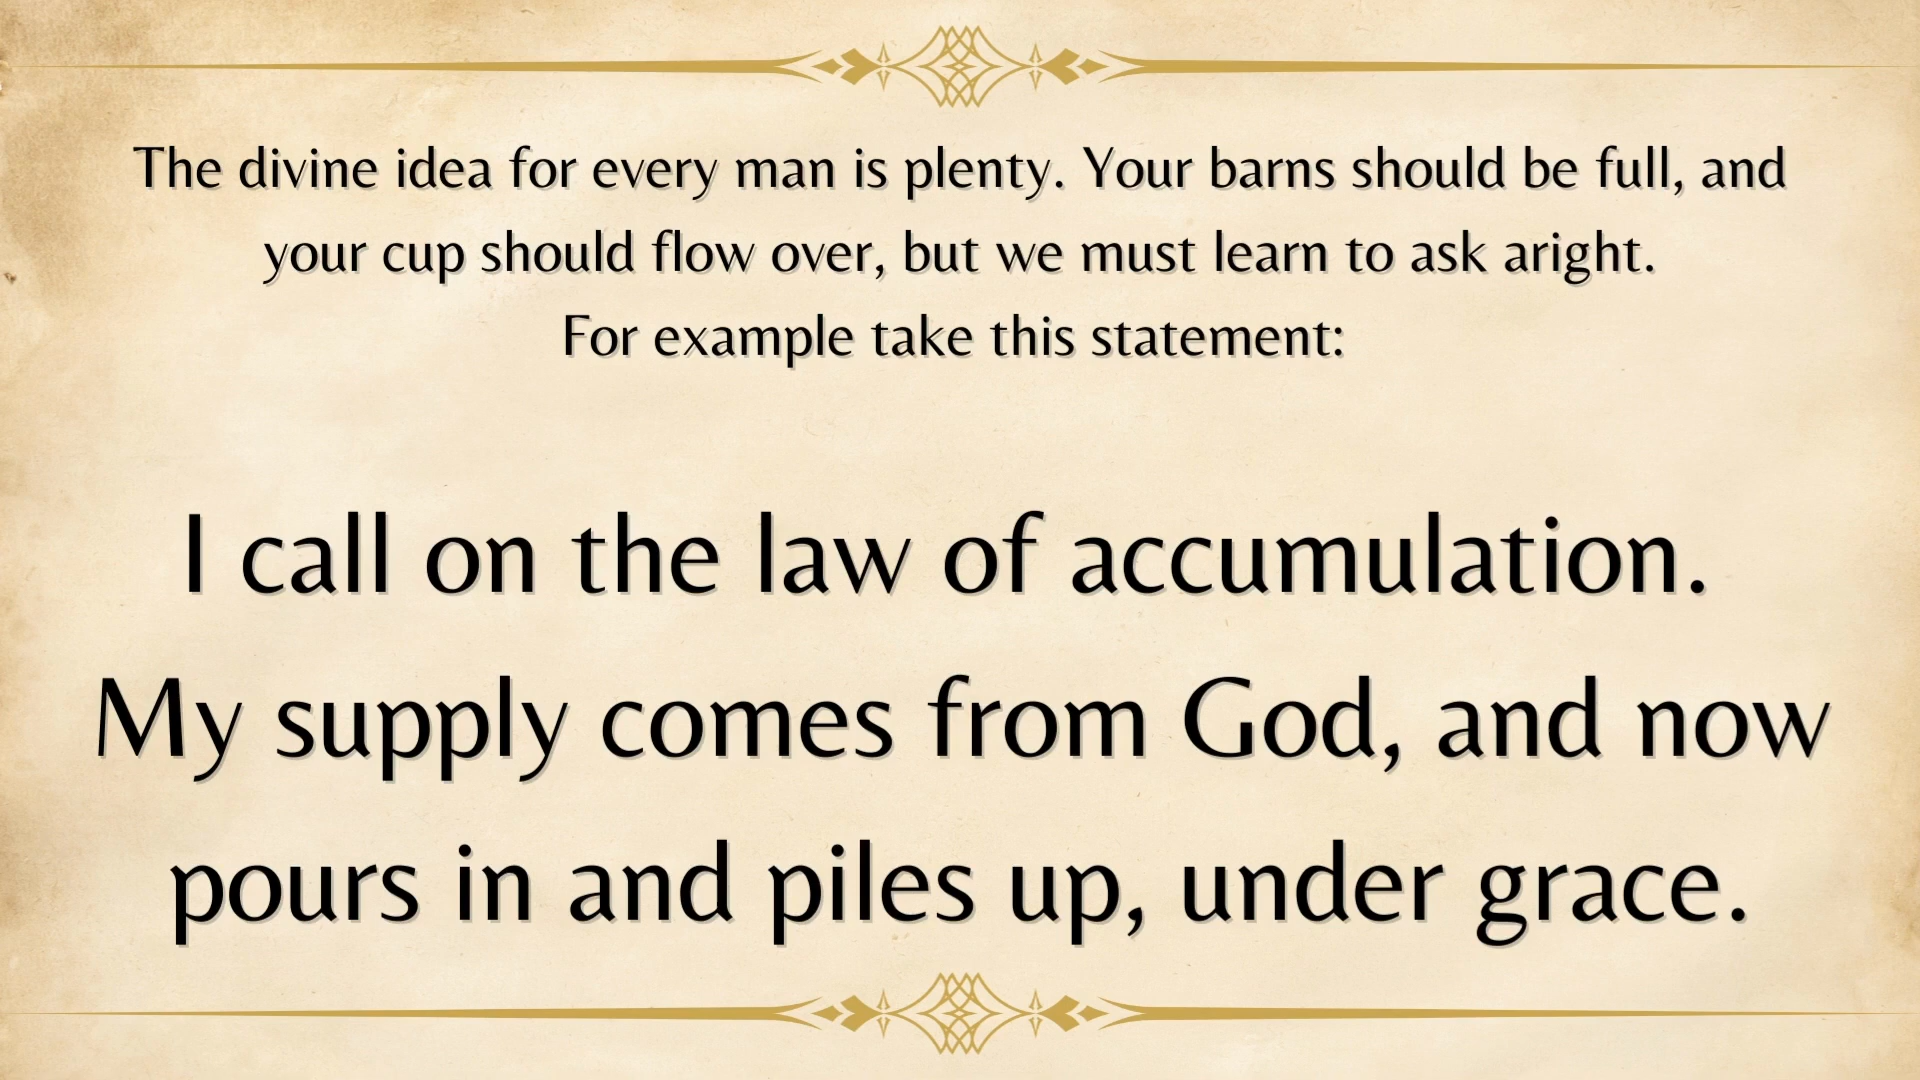 The divine idea for every man is plenty. Your barns should be full, and
your cup should flow over, but we must learn to ask aright.
For example take this statement:
I call on the law of accumulation.
My supply comes from God, and now
pours in and piles up, under grace.